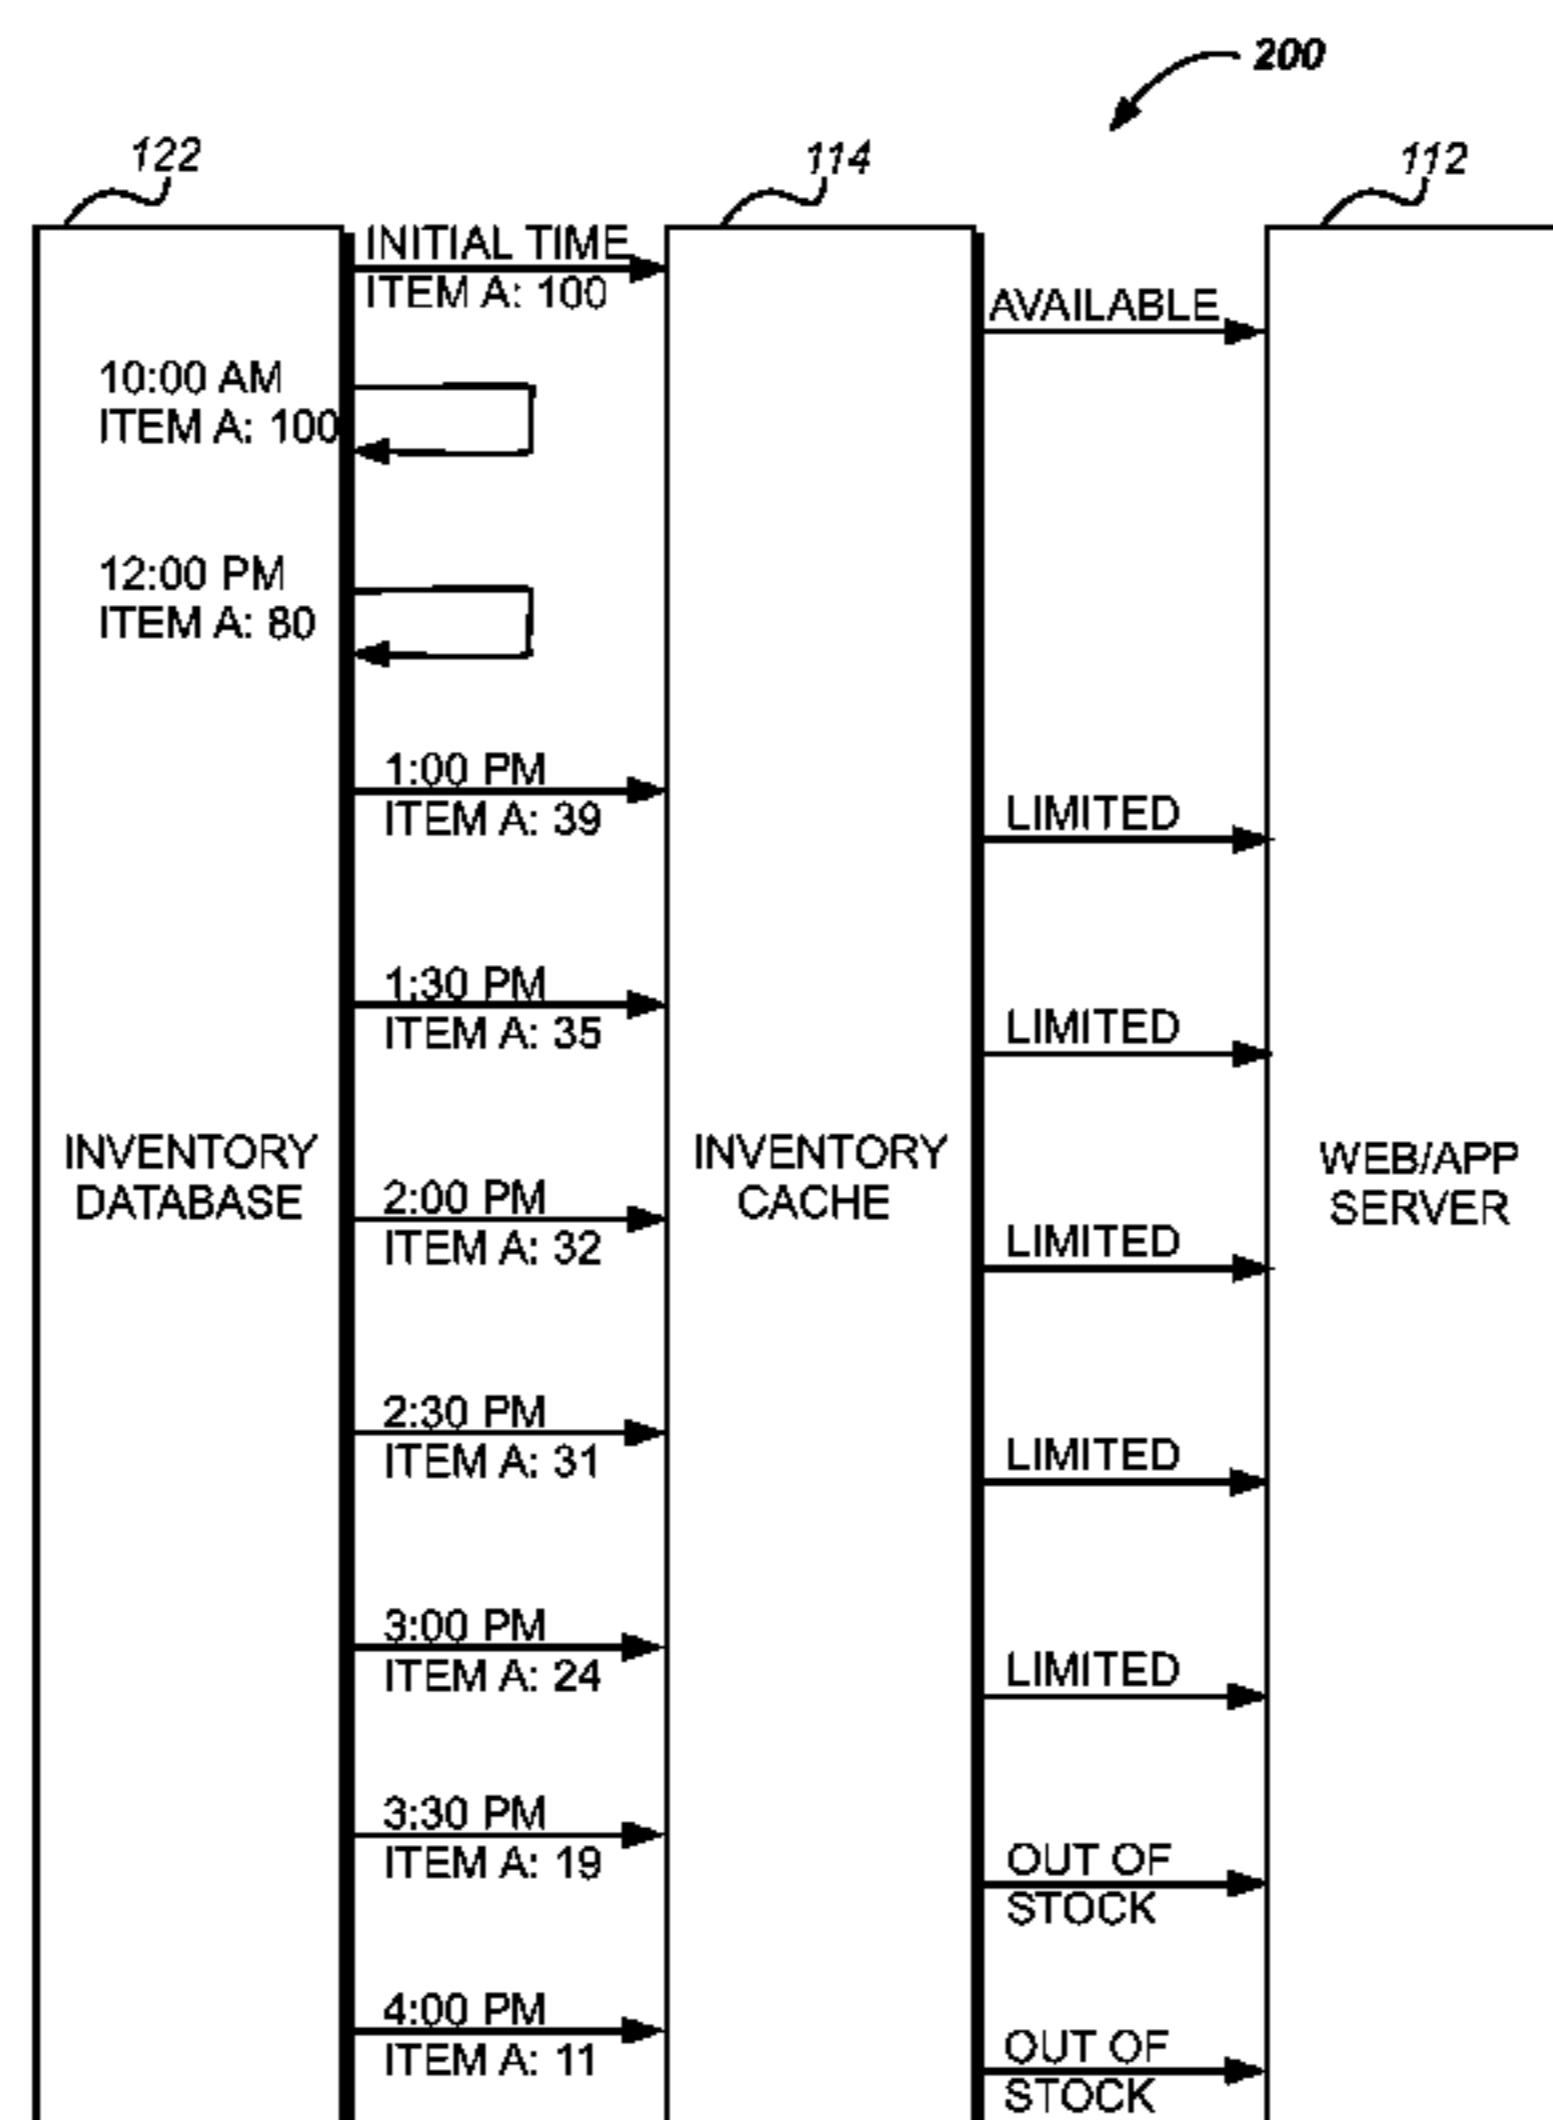 200
122
114
112
INITIAL TIME
ITEM A: 100
AVAILABLE
10:00 AM
ITEM A: 100
12:00 PM
ITEM A: 80
1:00 PM
ITEM A: 39
LIMITED
1:30 PM
ITEM A: 35
LIMITED
INVENTORY
DATABASE
INVENTORY
CACHE
WEB/APP
SERVER
2:00 PM
ITEM A: 32
LIMITED
2:30 PM
ITEM A: 31
LIMITED
3:00 PM
ITEM A: 24
LIMITED
3:30 PM
ITEM A: 19
OUT OF
STOCK
4:00 PM
ITEM A: 11
OUT OF
STOCK